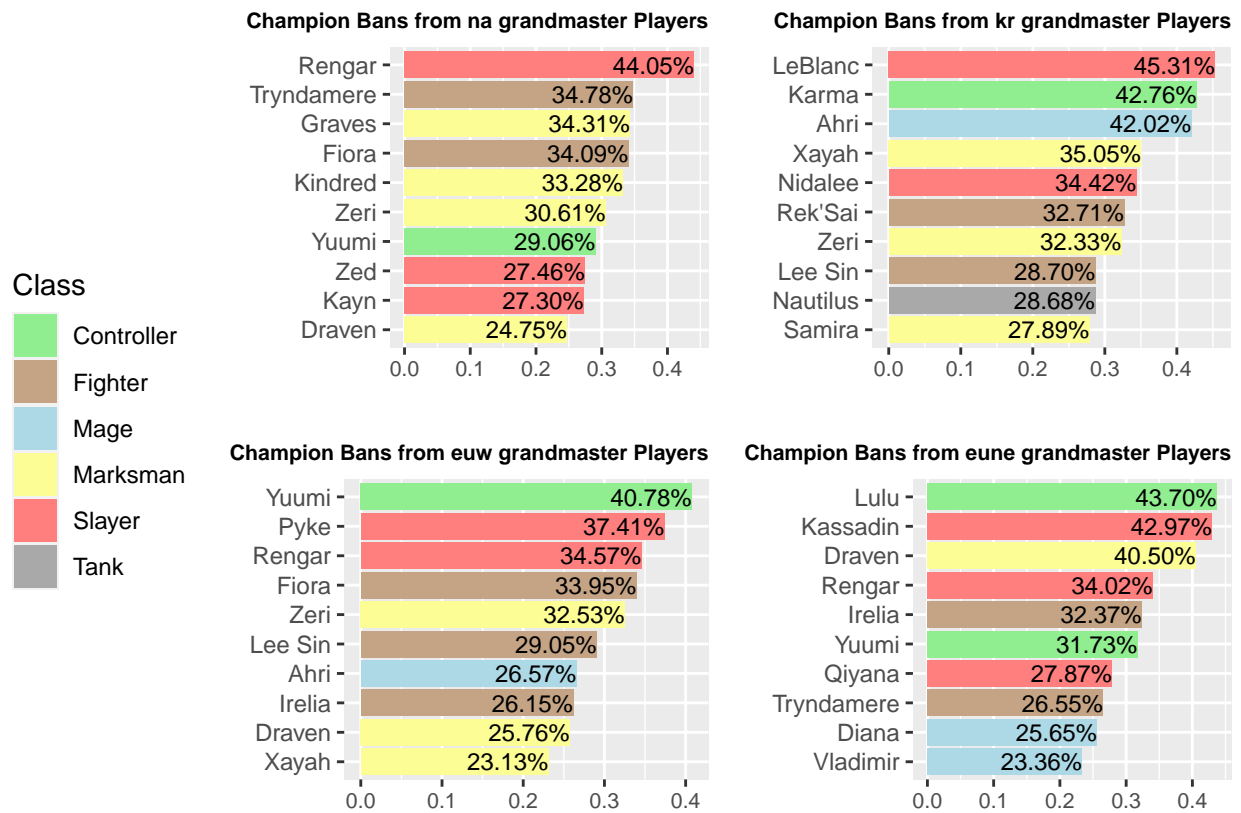 Champion Bans from na grandmaster Players
Rengar 44.05%
Tryndamere 34.78%
Graves 34.31%
Fiora 34.09%
Kindred 33.28%
Zeri 30.61%
Yuumi 29.06%
Zed 27.46%
Kayn 27.30%
Draven 24.75%
0.0 0.1 0.2 0.3 0.4
Champion Bans from kr grandmaster Players
LeBlanc 45.31%
Karma 42.76%
Ahri 42.02%
Xayah 35.05%
Nidalee 34.42%
Rek'Sai 32.71%
Zeri 32.33%
Lee Sin 28.70%
Nautilus 28.68%
Samira 27.89%
0.0 0.1 0.2 0.3 0.4
Class
Controller
Fighter
Mage
Marksman
Slayer
Tank
Champion Bans from euw grandmaster Players
Yuumi 40.78%
Pyke 37.41%
Rengar 34.57%
Fiora 33.95%
Zeri 32.53%
Lee Sin 29.05%
Ahri 26.57%
Irelia 26.15%
Draven 25.76%
Xayah 23.13%
0.0 0.1 0.2 0.3 0.4
Champion Bans from eune grandmaster Players
Lulu 43.70%
Kassadin 42.97%
Draven 40.50%
Rengar 34.02%
Irelia 32.37%
Yuumi 31.73%
Qiyana 27.87%
Tryndamere 26.55%
Diana 25.65%
Vladimir 23.36%
0.0 0.1 0.2 0.3 0.4